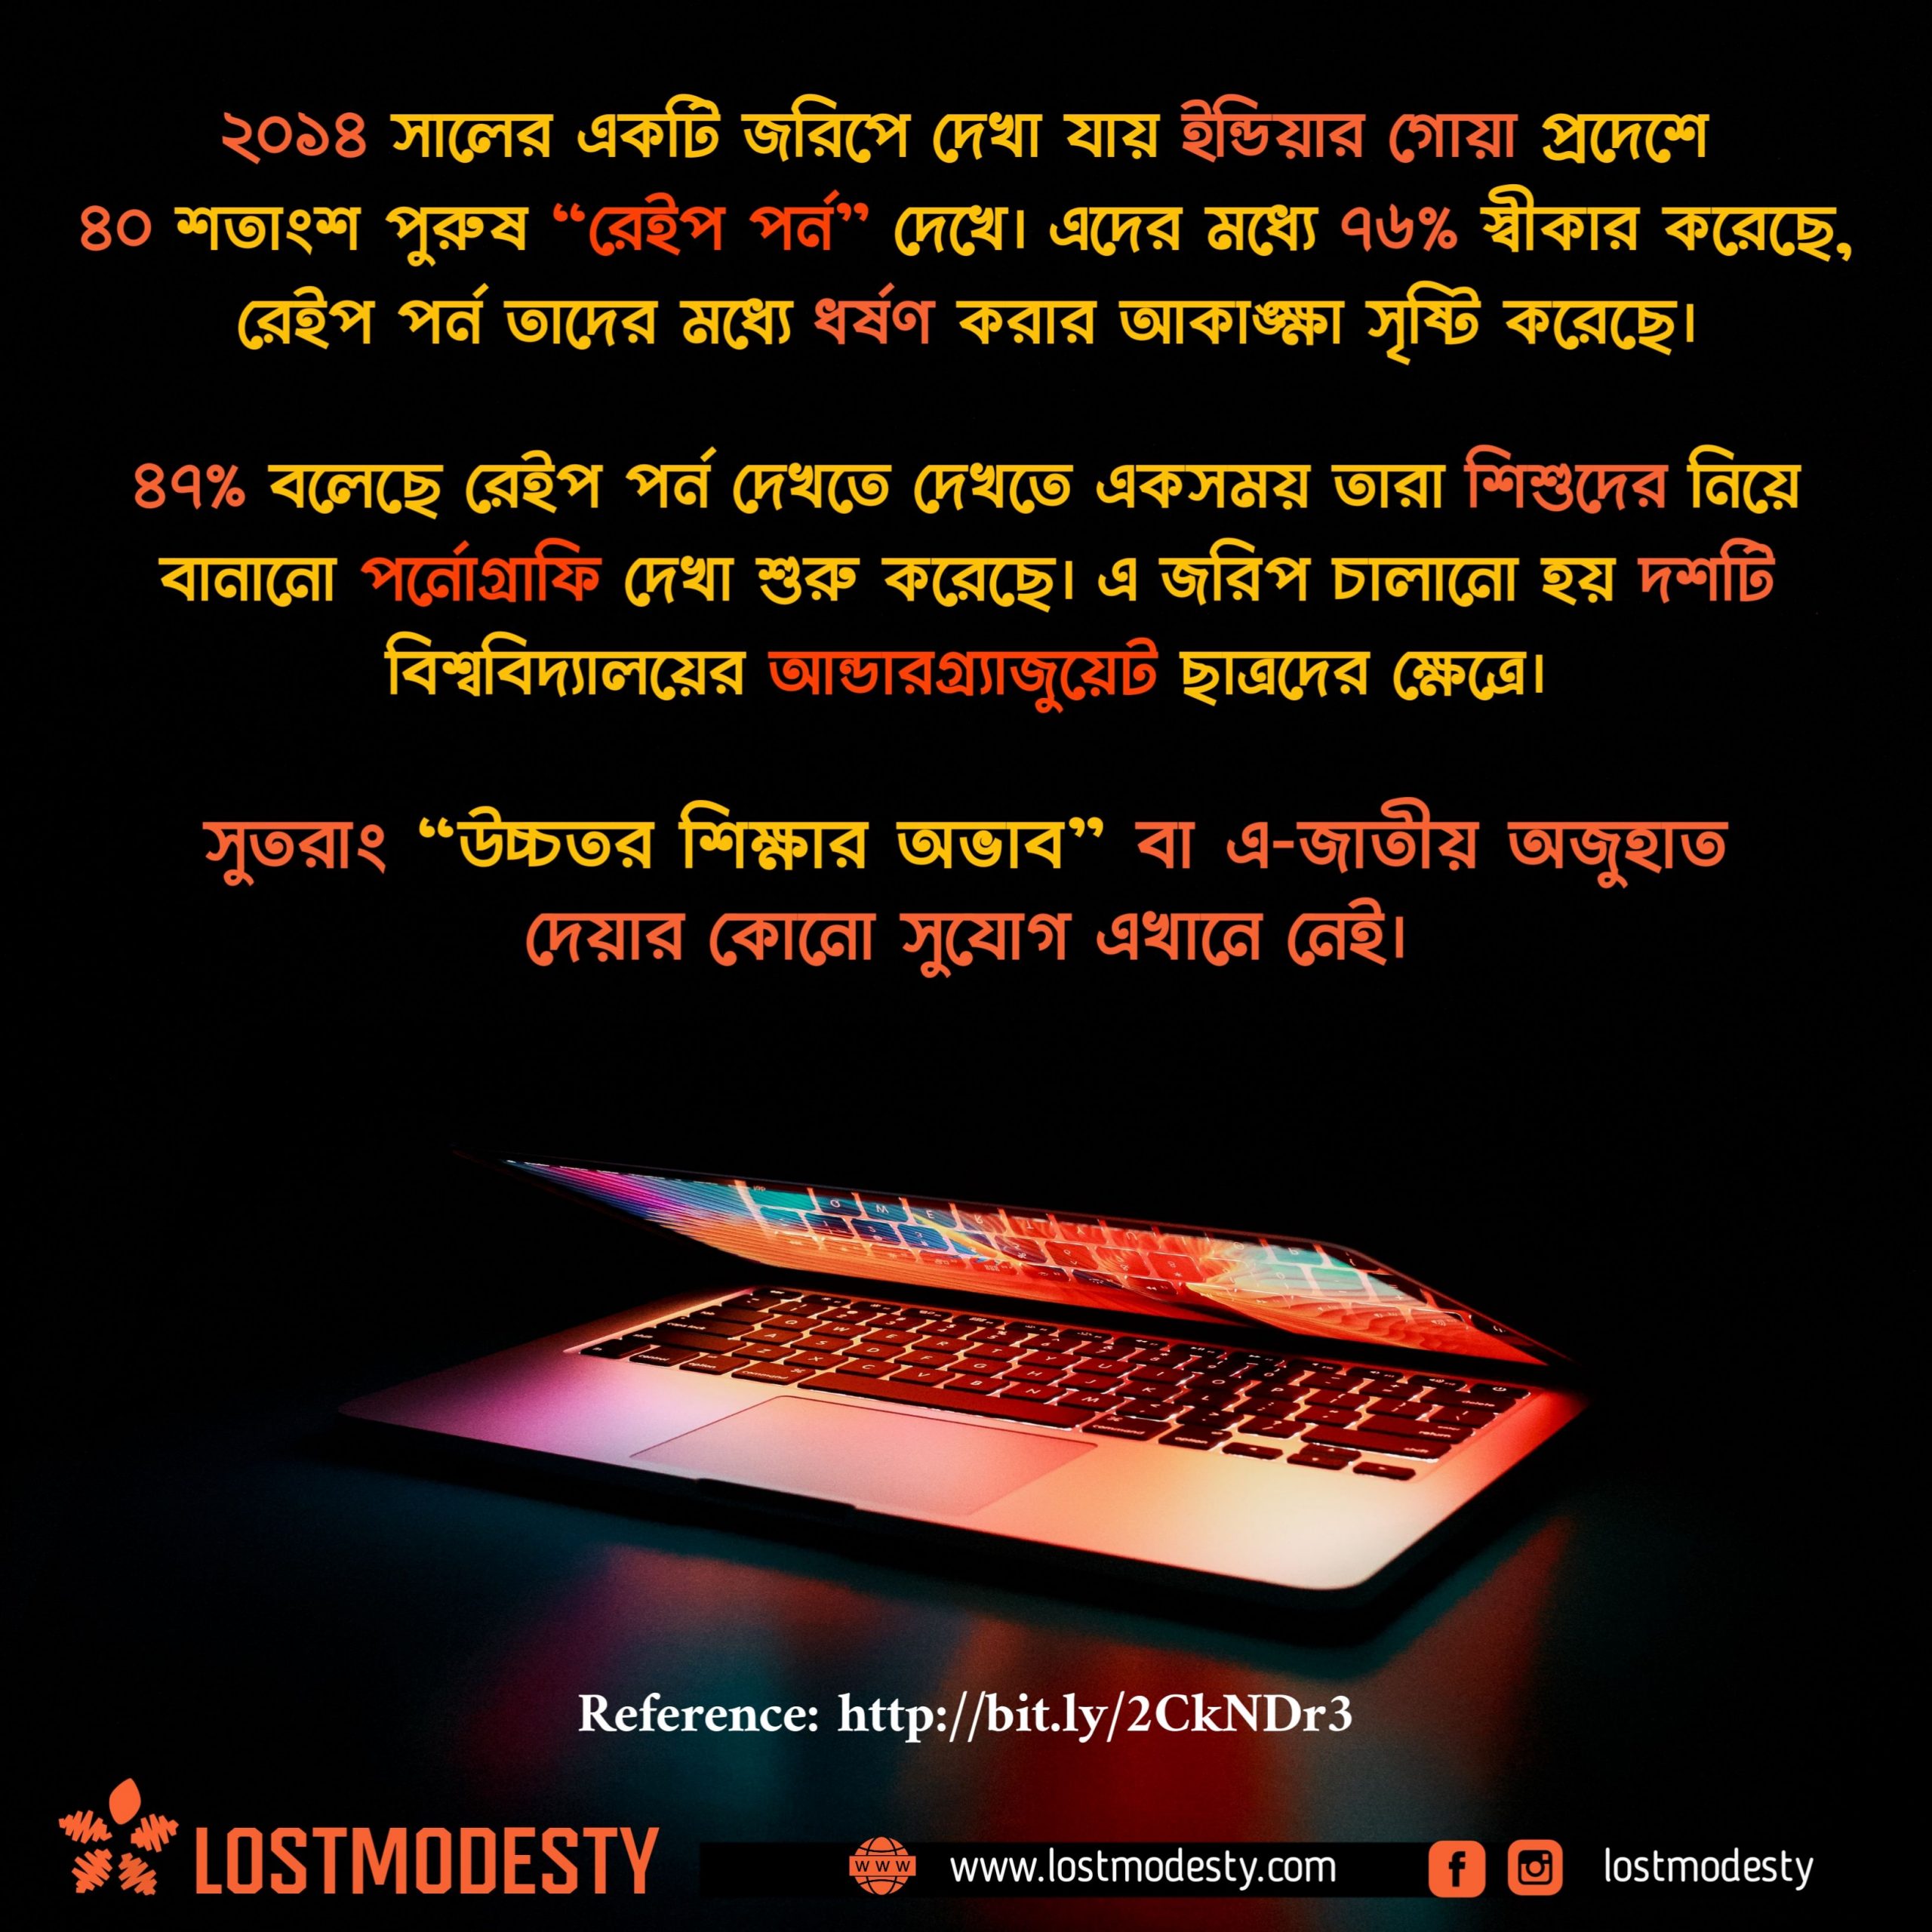 ২০১৪ সালের একটি জরিপে দেখা যায় ইন্ডিয়ার গোয়া প্রদেশে
৪০ শতাংশ পুরুষ “রেইপ পর্ন” দেখে। এদের মধ্যে ৭৬% স্বীকার করেছে,
রেইপ পর্ন তাদের মধ্যে ধর্ষণ করার আকাঙ্ক্ষা সৃষ্টি করেছে।
৪৭% বলেছে রেইপ পর্ন দেখতে দেখতে একসময় তারা শিশুদের নিয়ে
বানানো পর্নোগ্রাফি দেখা শুরু করেছে। এ জরিপ চালানো হয় দশটি
বিশ্ববিদ্যালয়ের আন্ডারগ্র্যাজুয়েট ছাত্রদের ক্ষেত্রে।
সুতরাং “উচ্চতর শিক্ষার অভাব” বা এ-জাতীয় অজুহাত
দেয়ার কোনো সুযোগ এখানে নেই।
Reference: http://bit.ly/2CkNDr3
LOSTMODESTY
www www.lostmodesty.com f lostmodesty